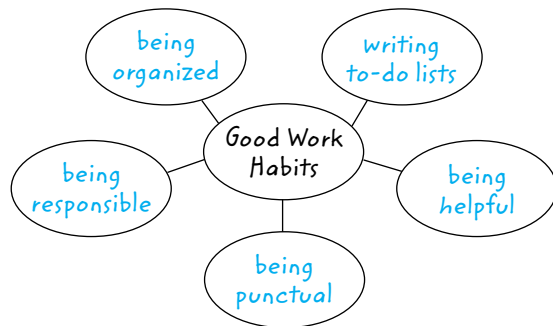 being
organized
writing
to-do lists
Good Work
Habits
being
responsible
being
helpful
being
punctual